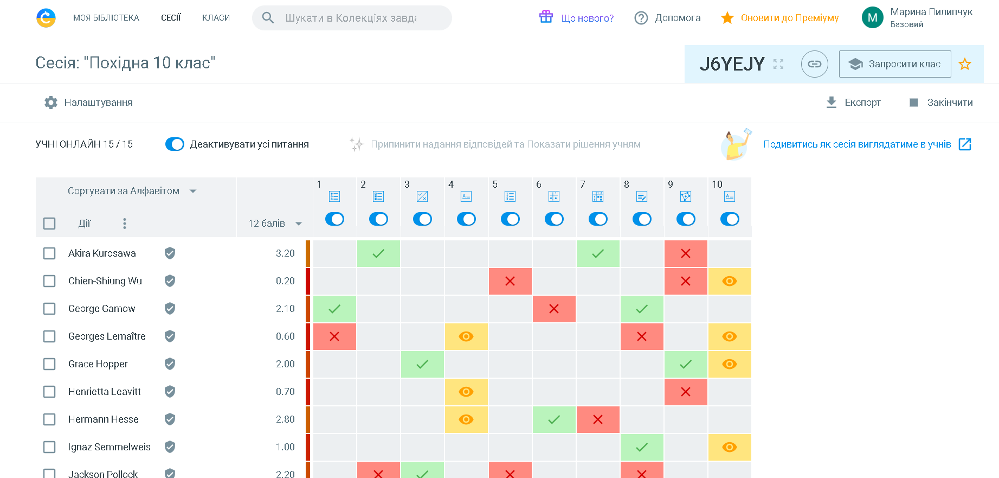 МОЯ БІБЛІОТЕКА СЕСІЇ КЛАСИ Шукати в Колекціях завда Що нового? Допомога Оновити до Преміуму М Марина Пилипчук
Базовий
Сесія: "Похідна 10 клас" J6YEJY Запросити клас
Налаштування Експорт Закінчити
УЧНІ ОНЛАЙН 15 / 15 Деактивувати усі питання Припинити надання відповідей та Показати рішення учням Подивитись як сесія виглядатиме в учнів
Сортувати за Алфавітом 1 2 3 4 5 6 7 8 9 10
Дії 12 балів
Akira Kurosawa 3.20
Chien-Shiung Wu 0.20
George Gamow 2.10
Georges Lemaître 0.60
Grace Hopper 2.00
Henrietta Leavitt 0.70
Hermann Hesse 2.80
Ignaz Semmelweis 1.00
Jackson Pollock 2.20